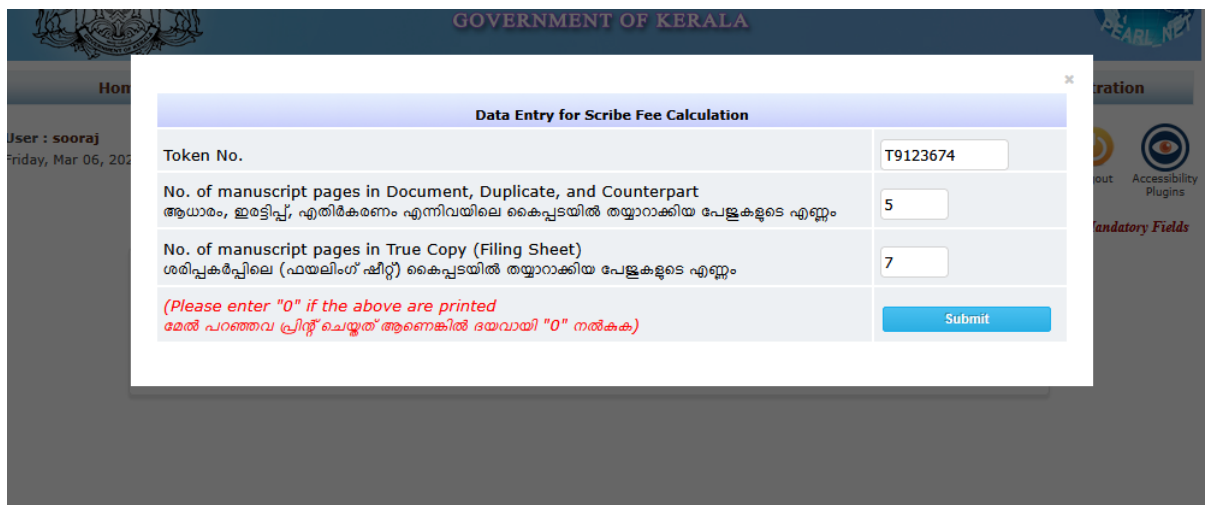 GOVERNMENT OF KERALA
PEARL_NET
×
Data Entry for Scribe Fee Calculation
User : sooraj
Friday, Mar 06, 202
Token No.
T9123674
Accessibility
Plugins
No. of manuscript pages in Document, Duplicate, and Counterpart
ആധാരം, ഇരട്ടിപ്പ്, എതിർകരണം എന്നിവയിലെ കൈപ്പടയിൽ തയ്യാറാക്കിയ പേജുകളുടെ എണ്ണം
5
Mandatory Fields
No. of manuscript pages in True Copy (Filing Sheet)
ശരിപ്പകർപ്പിലെ (ഫയലിംഗ് ഷീറ്റ്) കൈപ്പടയിൽ തയ്യാറാക്കിയ പേജുകളുടെ എണ്ണം
7
(Please enter "0" if the above are printed
മേൽ പറഞ്ഞവ പ്രിന്റ് ചെയ്തത് ആണെങ്കിൽ ദയവായി "0" നൽകുക)
Submit